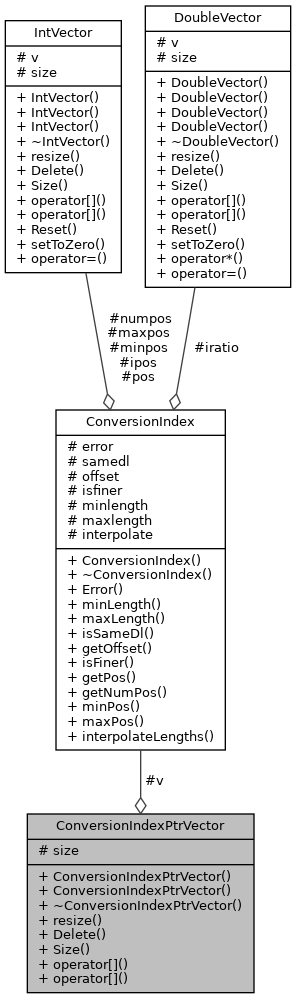 IntVector
# v
# size
+ IntVector()
+ IntVector()
+ IntVector()
+ ~IntVector()
+ resize()
+ Delete()
+ Size()
+ operator[]()
+ operator[]()
+ Reset()
+ setToZero()
+ operator=()
DoubleVector
# v
# size
+ DoubleVector()
+ DoubleVector()
+ DoubleVector()
+ DoubleVector()
+ ~DoubleVector()
+ resize()
+ Delete()
+ Size()
+ operator[]()
+ operator[]()
+ Reset()
+ setToZero()
+ operator*()
+ operator=()
#numpos
#maxpos
#minpos
#ipos
#pos
#iratio
ConversionIndex
# error
# samedl
# offset
# isfiner
# minlength
# maxlength
# interpolate
+ ConversionIndex()
+ ~ConversionIndex()
+ Error()
+ minLength()
+ maxLength()
+ isSameDl()
+ getOffset()
+ isFiner()
+ getPos()
+ getNumPos()
+ minPos()
+ maxPos()
+ interpolateLengths()
#v
ConversionIndexPtrVector
# size
+ ConversionIndexPtrVector()
+ ConversionIndexPtrVector()
+ ~ConversionIndexPtrVector()
+ resize()
+ Delete()
+ Size()
+ operator[]()
+ operator[]()